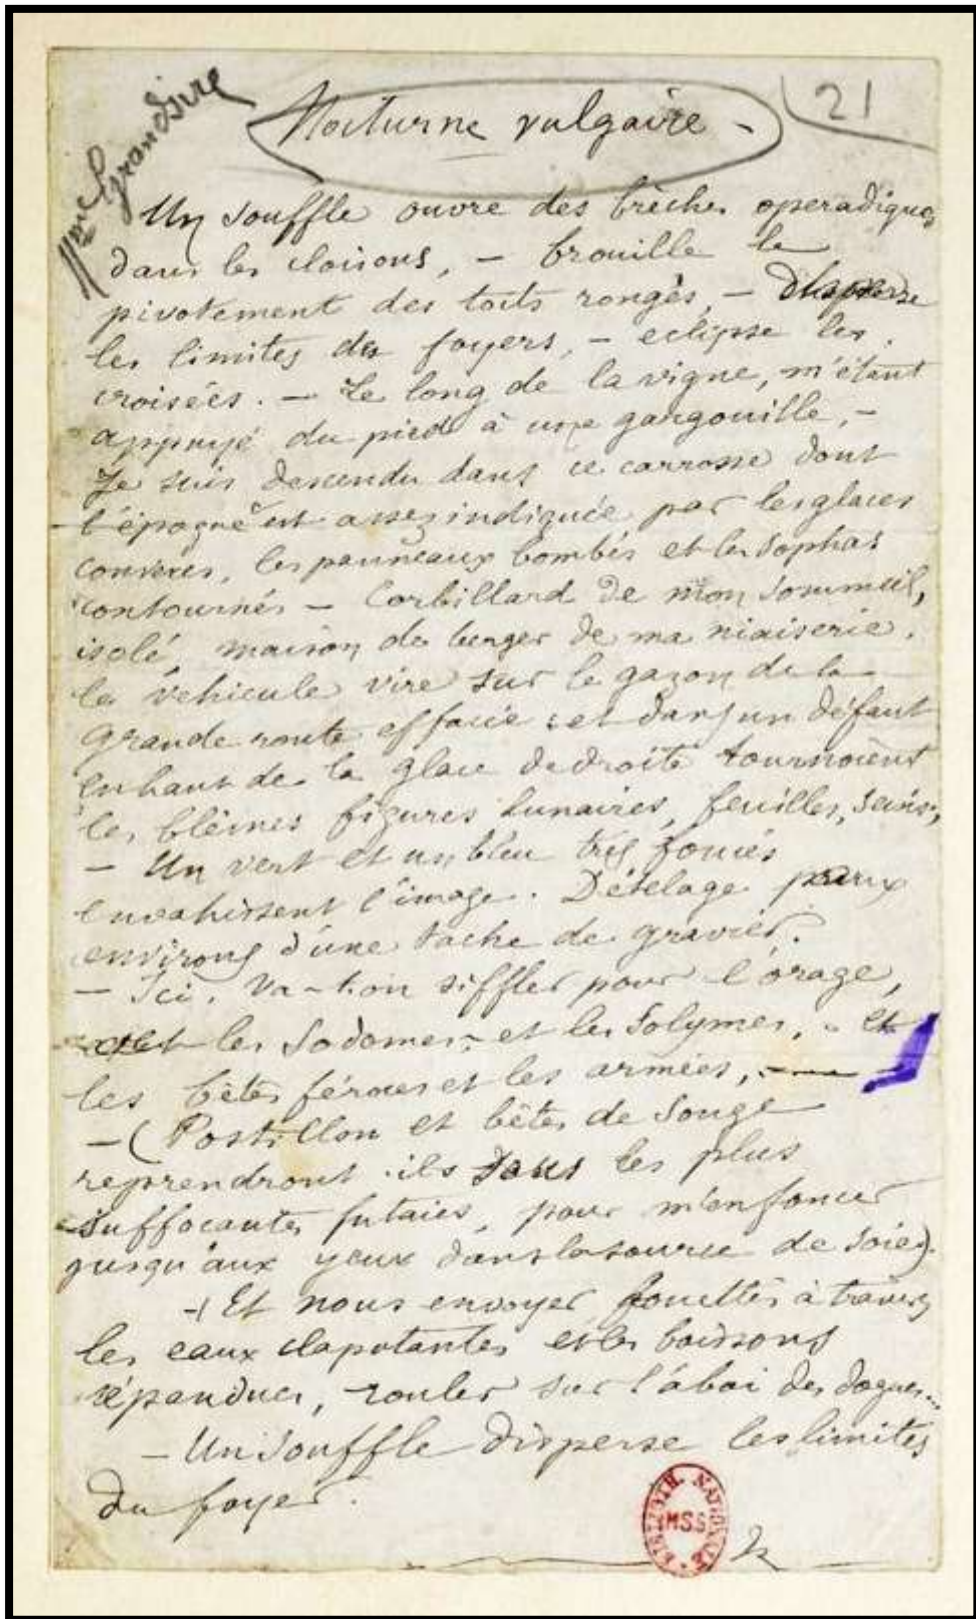 Mme Grandsire
Nocturne vulgaire.
21
Un souffle ouvre des brèches operadiques
dans les cloisons, – brouille le
pivotement des toits rongés, – disperse
les limites des foyers, – eclipse les
croisées. – Le long de la vigne, m'étant
appuyé du pied à une gargouille, –
Je suis descendu dans ce carrosse dont
l'époque est assez indiquée par les glaces
convexes, les panneaux bombés et les sophas
contournés – Corbillard de mon sommeil,
isolé, maison de berger de ma niaiserie,
le véhicule vire sur le gazon de la
grande route effacée : et dans un défaut
en haut de la glace de droite tournoient
les blêmes figures lunaires, feuilles, seins,
– Un vert et un bleu très foncés
envahissent l'image. Dételage aux
environs d'une tache de gravier.
– Ici, va-t-on siffler pour l'orage,
et les Sodomes, – et les Solymes, – et
les bêtes féroces et les armées, –
– (Postillon et bêtes de songe
reprendront-ils sous les plus
suffocantes futaies, pour m'enfoncer
jusqu'aux yeux dans la source de soie).
– Et nous envoyer, fouettés à travers
les eaux clapotantes et les boissons
répandues, rouler sur l'aboi des dogues...
– Un souffle disperse les limites
du foyer.
BIBLIOTH. NATIONALE
MSS